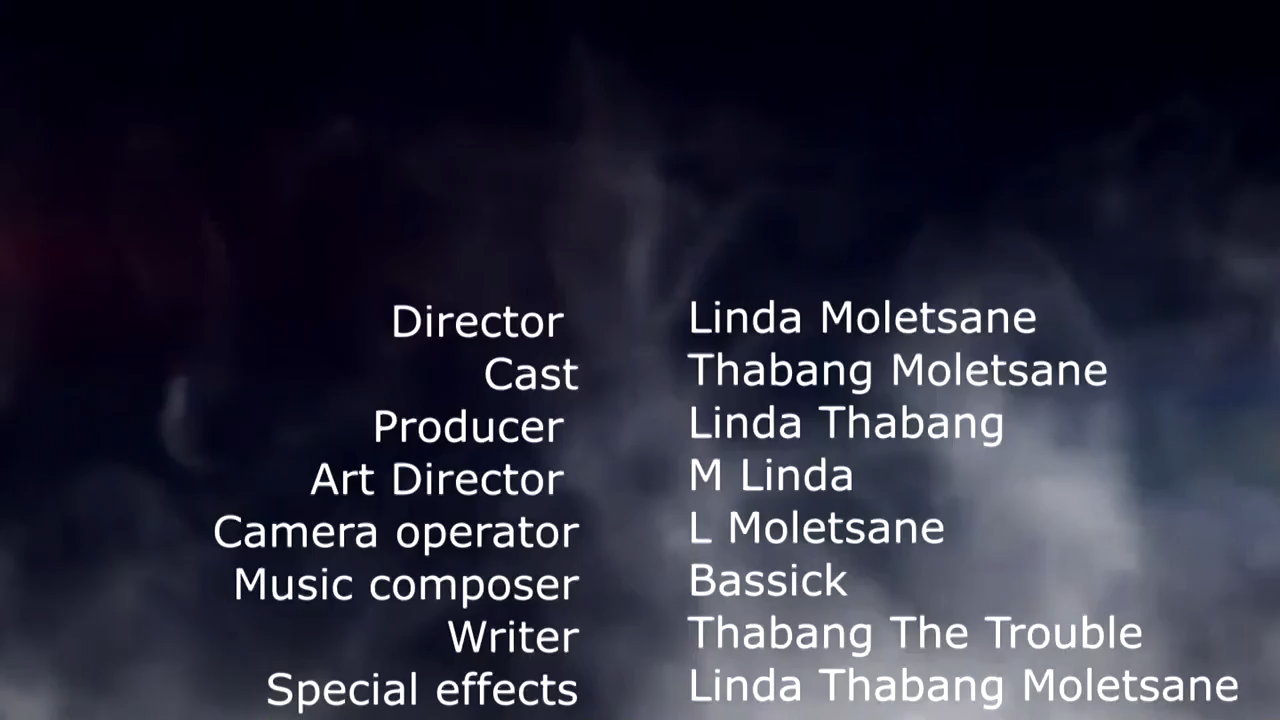 Director Linda Moletsane
Cast Thabang Moletsane
Producer Linda Thabang
Art Director M Linda
Camera operator L Moletsane
Music composer Bassick
Writer Thabang The Trouble
Special effects Linda Thabang Moletsane